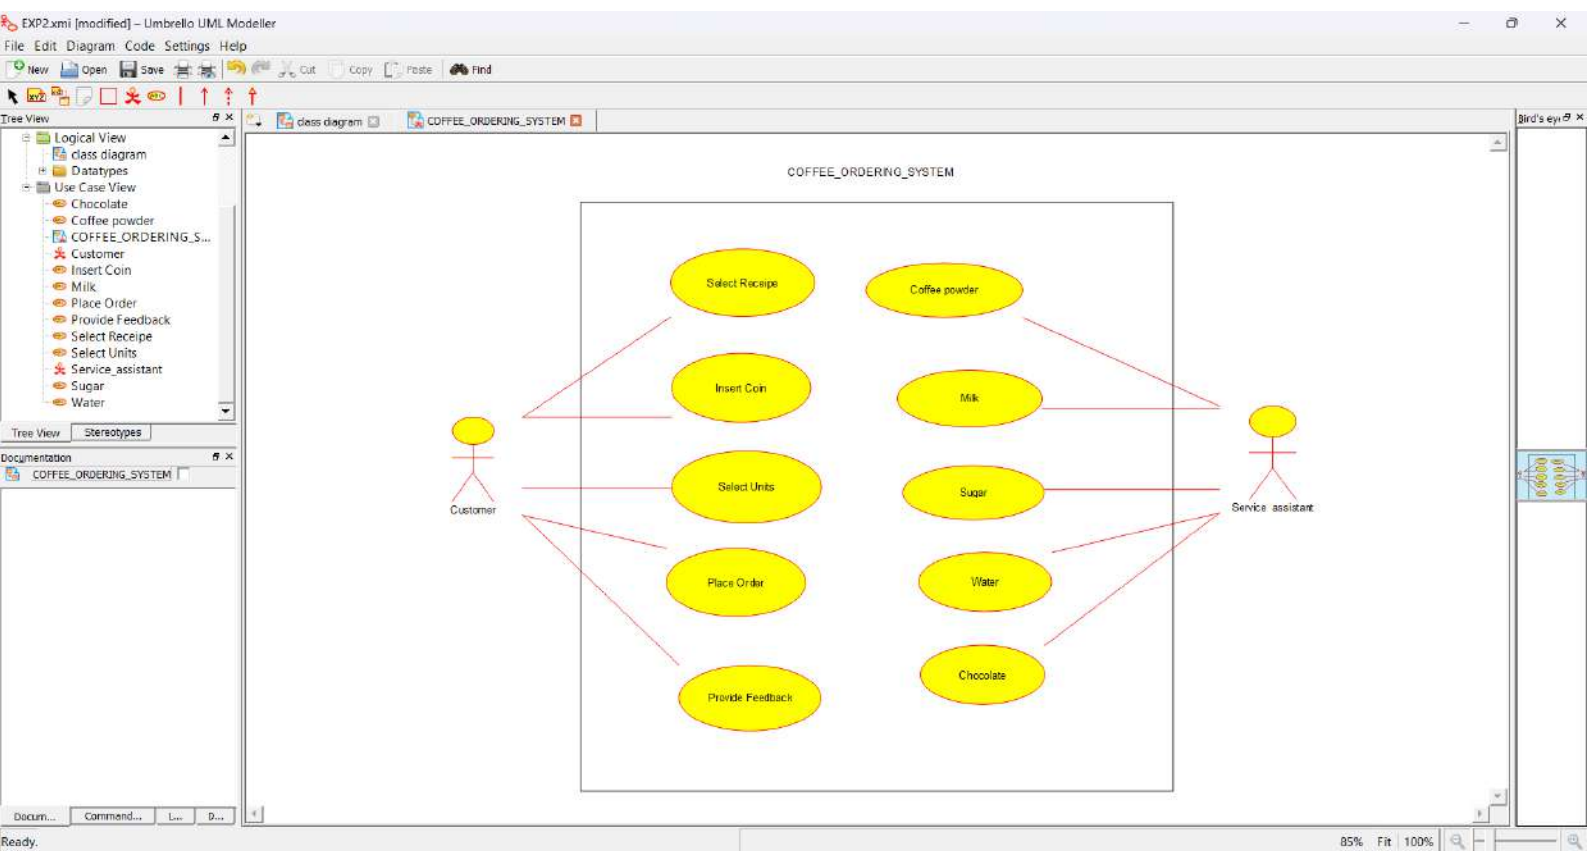 EXP2.xmi [modified] – Umbrello UML Modeller
File Edit Diagram Code Settings Help
New Open Save Cut Copy Paste Find
Tree View
class diagram
COFFEE_ORDERING_SYSTEM
Bird's eye
Logical View
class diagram
Datatypes
Use Case View
Chocolate
Coffee powder
COFFEE_ORDERING_S...
Customer
Insert Coin
Milk
Place Order
Provide Feedback
Select Receipe
Select Units
Service_assistant
Sugar
Water
Tree View Stereotypes
Documentation
COFFEE_ORDERING_SYSTEM
Docum... Command... L... D...
COFFEE_ORDERING_SYSTEM
Select Receipe
Coffee powder
Insert Coin
Milk
Select Units
Sugar
Customer
Service assistant
Place Order
Water
Chocolate
Provide Feedback
Ready.
85% Fit 100%